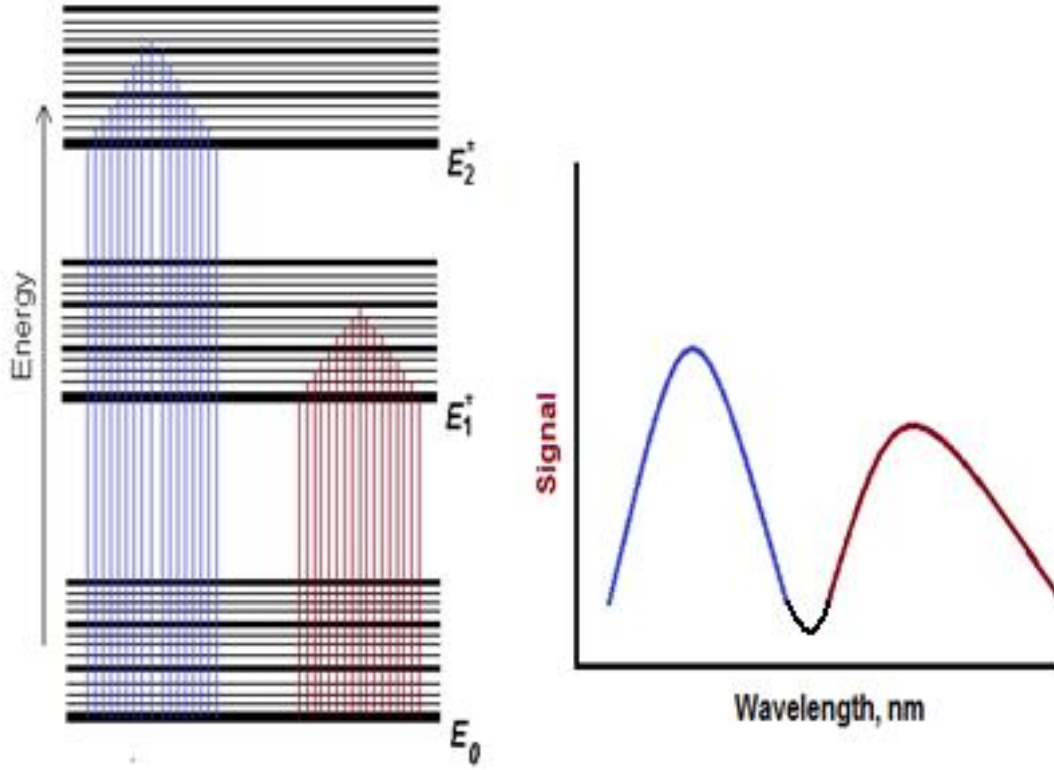 Energy
E₂*
E₁*
E₀
Signal
Wavelength, nm